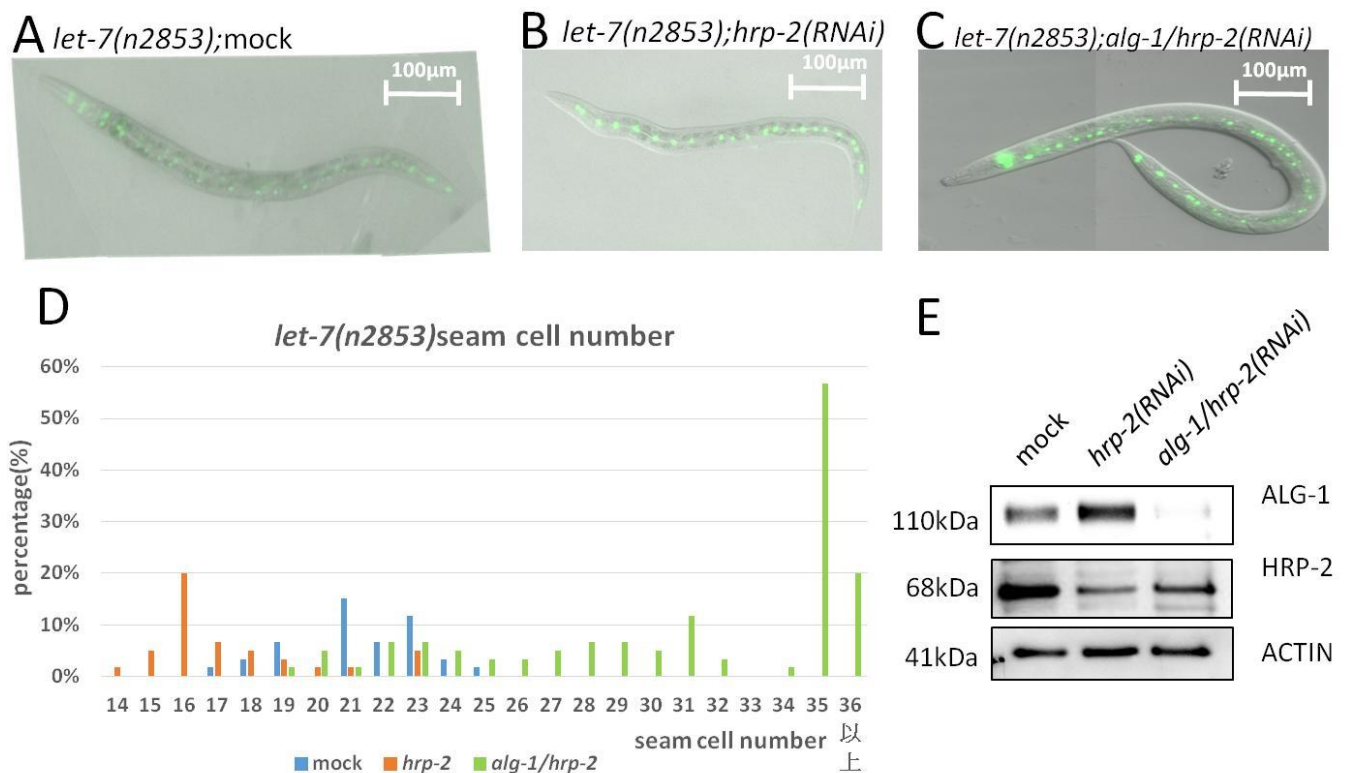 A let-7(n2853);mock
100μm
B let-7(n2853);hrp-2(RNAi)
100μm
C let-7(n2853);alg-1/hrp-2(RNAi)
100μm
D
let-7(n2853)seam cell number
percentage(%)
60%
50%
40%
30%
20%
10%
0%
14 15 16 17 18 19 20 21 22 23 24 25 26 27 28 29 30 31 32 33 34 35 36
以
上
seam cell number
mock hrp-2 alg-1/hrp-2
E
mock hrp-2(RNAi) alg-1/hrp-2(RNAi)
110kDa ALG-1
68kDa HRP-2
41kDa ACTIN